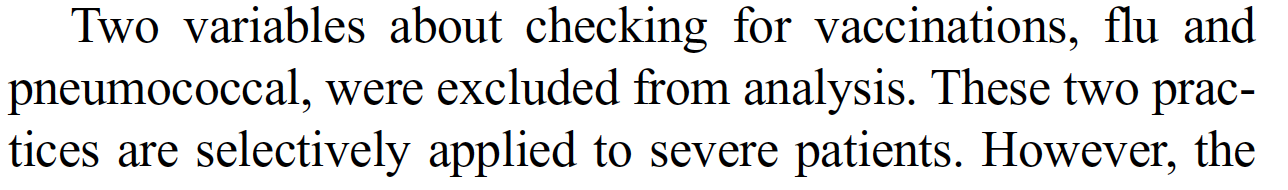 Two variables about checking for vaccinations, flu and
pneumococcal, were excluded from analysis. These two prac-
tices are selectively applied to severe patients. However, the